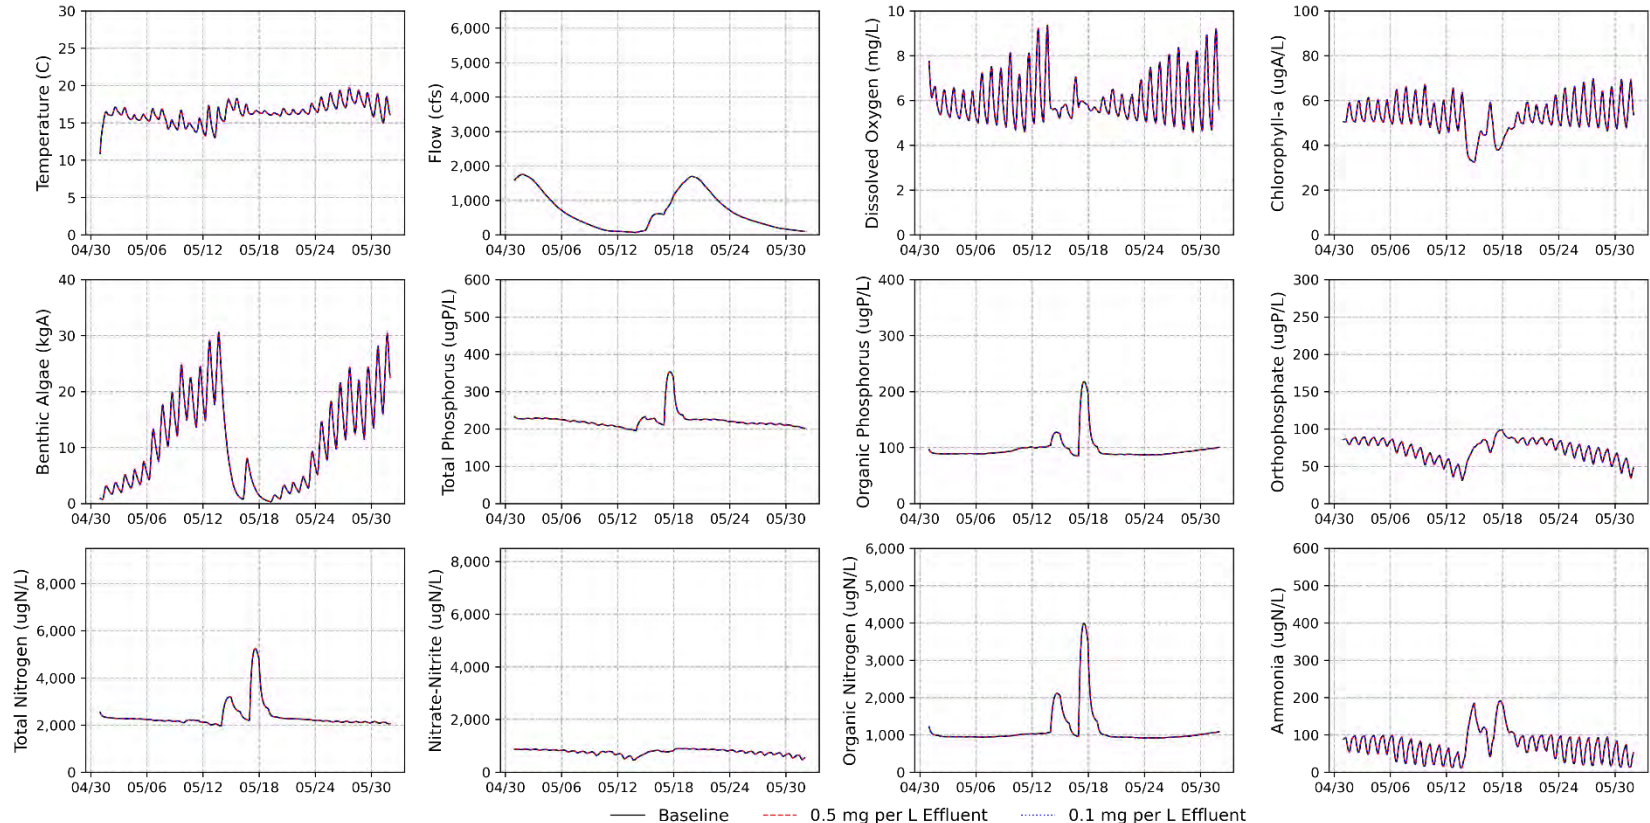 Temperature (C)
30
25
20
15
10
5
0
04/30 05/06 05/12 05/18 05/24 05/30
Flow (cfs)
6,000
5,000
4,000
3,000
2,000
1,000
0
04/30 05/06 05/12 05/18 05/24 05/30
Dissolved Oxygen (mg/L)
10
8
6
4
2
0
04/30 05/06 05/12 05/18 05/24 05/30
Chlorophyll-a (ugA/L)
100
80
60
40
20
0
04/30 05/06 05/12 05/18 05/24 05/30
Benthic Algae (kgA)
40
30
20
10
0
04/30 05/06 05/12 05/18 05/24 05/30
Total Phosphorus (ugP/L)
600
500
400
300
200
100
0
04/30 05/06 05/12 05/18 05/24 05/30
Organic Phosphorus (ugP/L)
400
300
200
100
0
04/30 05/06 05/12 05/18 05/24 05/30
Orthophosphate (ugP/L)
300
250
200
150
100
50
0
04/30 05/06 05/12 05/18 05/24 05/30
Total Nitrogen (ugN/L)
8,000
6,000
4,000
2,000
0
04/30 05/06 05/12 05/18 05/24 05/30
Nitrate-Nitrite (ugN/L)
8,000
6,000
4,000
2,000
0
04/30 05/06 05/12 05/18 05/24 05/30
Organic Nitrogen (ugN/L)
6,000
5,000
4,000
3,000
2,000
1,000
0
04/30 05/06 05/12 05/18 05/24 05/30
Ammonia (ugN/L)
600
500
400
300
200
100
0
04/30 05/06 05/12 05/18 05/24 05/30
Baseline 0.5 mg per L Effluent 0.1 mg per L Effluent